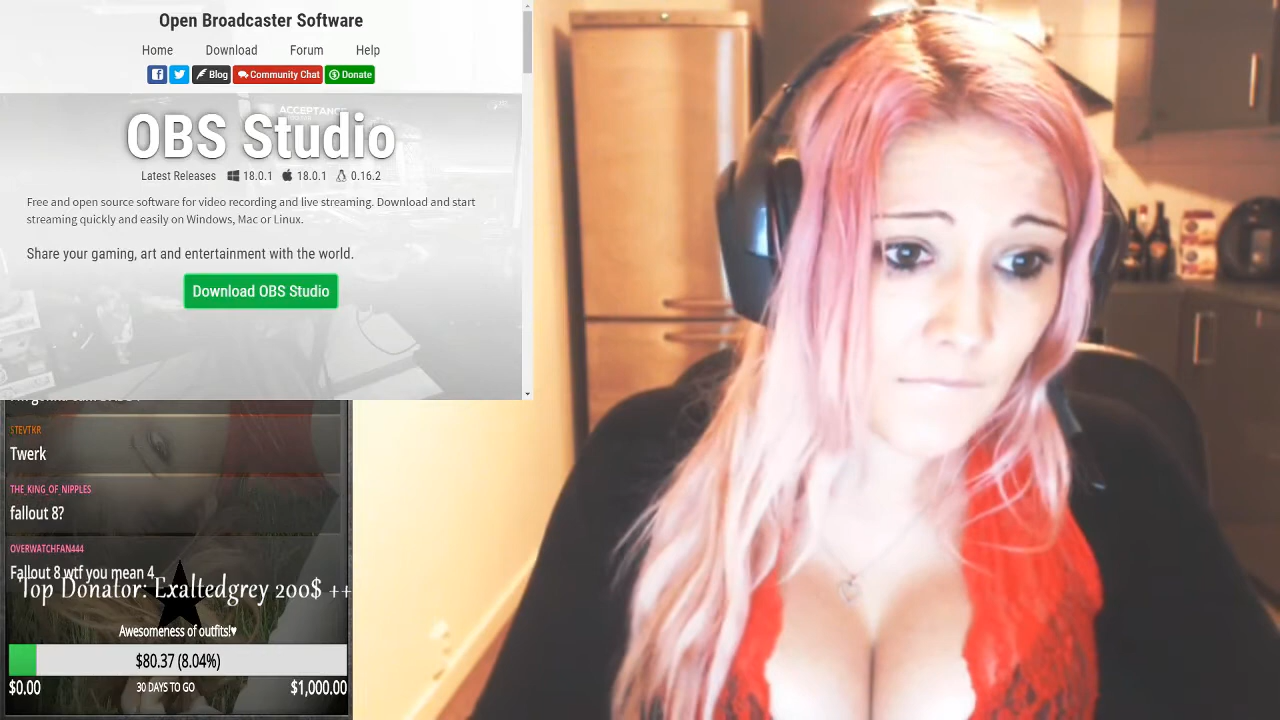 Open Broadcaster Software
Home Download Forum Help
Blog Community Chat Donate
ACCEPTANCE
OBS Studio
Latest Releases 18.0.1 18.0.1 0.16.2
Free and open source software for video recording and live streaming. Download and start
streaming quickly and easily on Windows, Mac or Linux.
Share your gaming, art and entertainment with the world.
Download OBS Studio
STEVTKR
Twerk
THE_KING_OF_NIPPLES
fallout 8?
OVERWATCHFAN444
Fallout 8 wtf you mean 4
Top Donator: Exaltedgrey 200$ ++
Awesomeness of outfits!♥
$80.37 (8.04%)
$0.00 30 DAYS TO GO $1,000.00